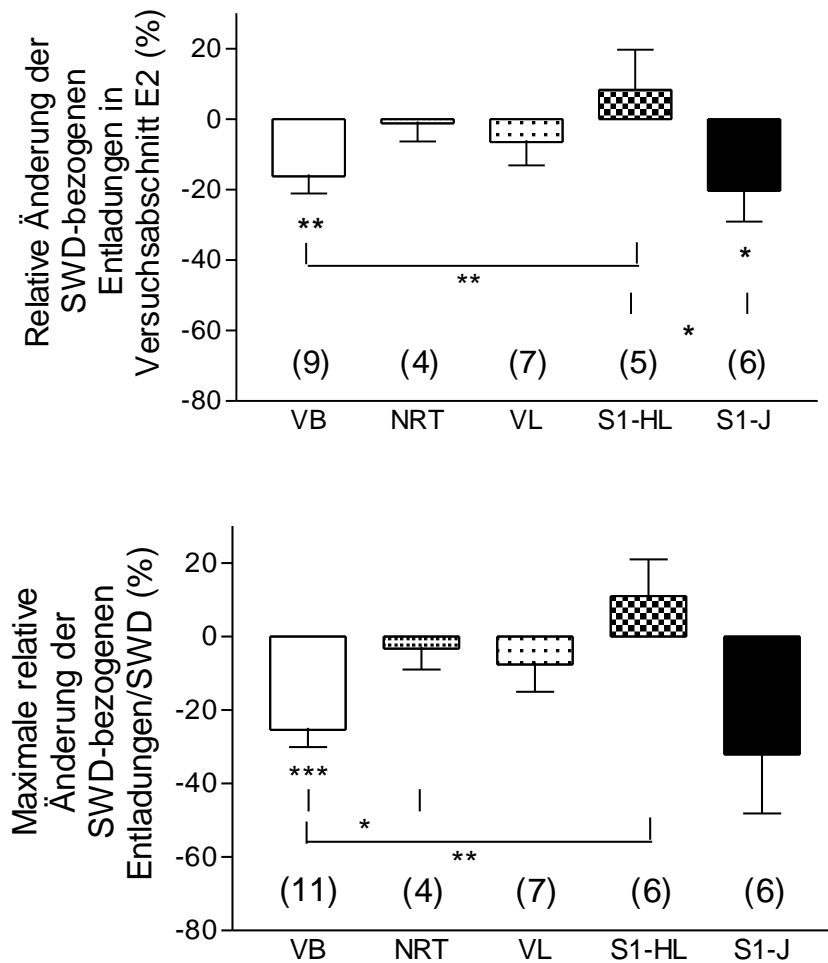 Relative Änderung der
SWD-bezogenen
Entladungen in
Versuchsabschnitt E2 (%)
20
0
-20
-40
-60
-80
**
*
**
*
(9) (4) (7) (5) (6)
VB NRT VL S1-HL S1-J
Maximale relative
Änderung der
SWD-bezogenen
Entladungen/SWD (%)
20
0
-20
-40
-60
-80
***
*
**
(11) (4) (7) (6) (6)
VB NRT VL S1-HL S1-J